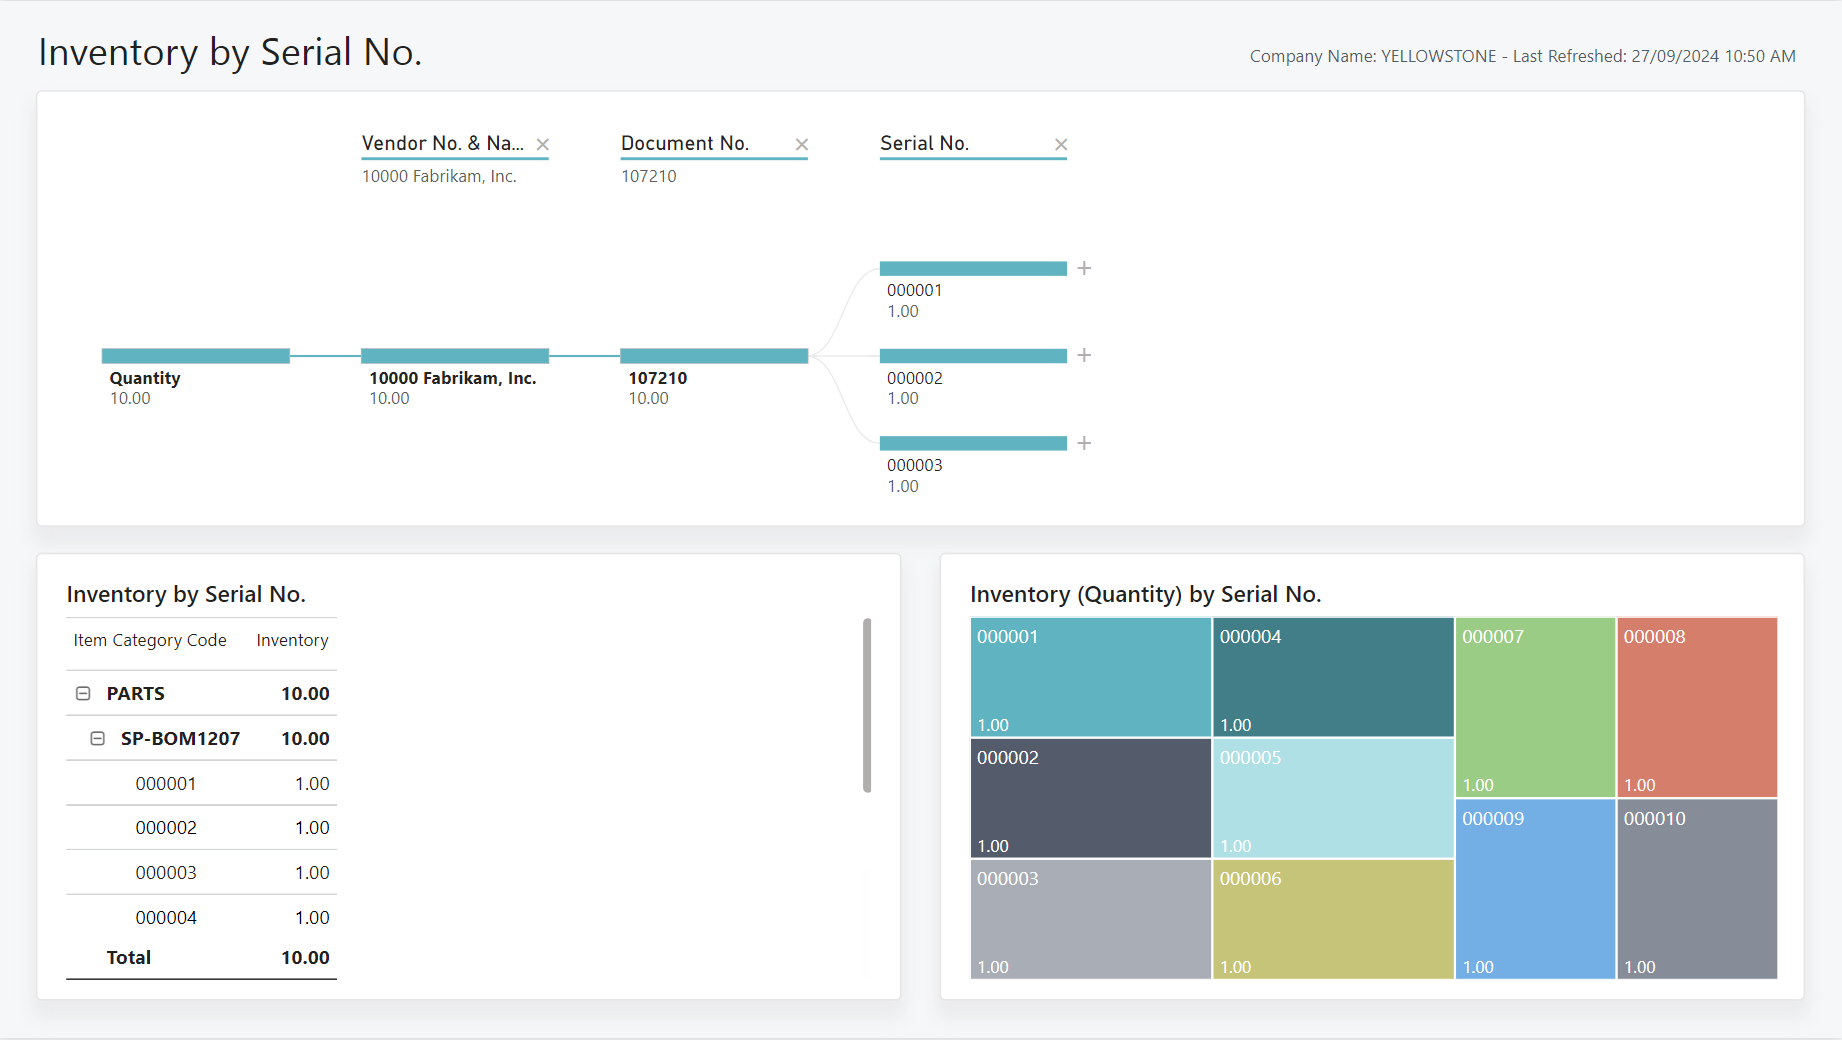 Inventory by Serial No.
Company Name: YELLOWSTONE - Last Refreshed: 27/09/2024 10:50 AM
Vendor No. & Na...
Document No.
Serial No.
10000 Fabrikam, Inc.
107210
000001
1.00
Quantity
10.00
10000 Fabrikam, Inc.
10.00
107210
10.00
000002
1.00
000003
1.00
Inventory by Serial No.
Item Category Code Inventory
PARTS 10.00
SP-BOM1207 10.00
000001 1.00
000002 1.00
000003 1.00
000004 1.00
Total 10.00
Inventory (Quantity) by Serial No.
000001
1.00
000002
1.00
000003
1.00
000004
1.00
000005
1.00
000006
1.00
000007
1.00
000008
1.00
000009
1.00
000010
1.00